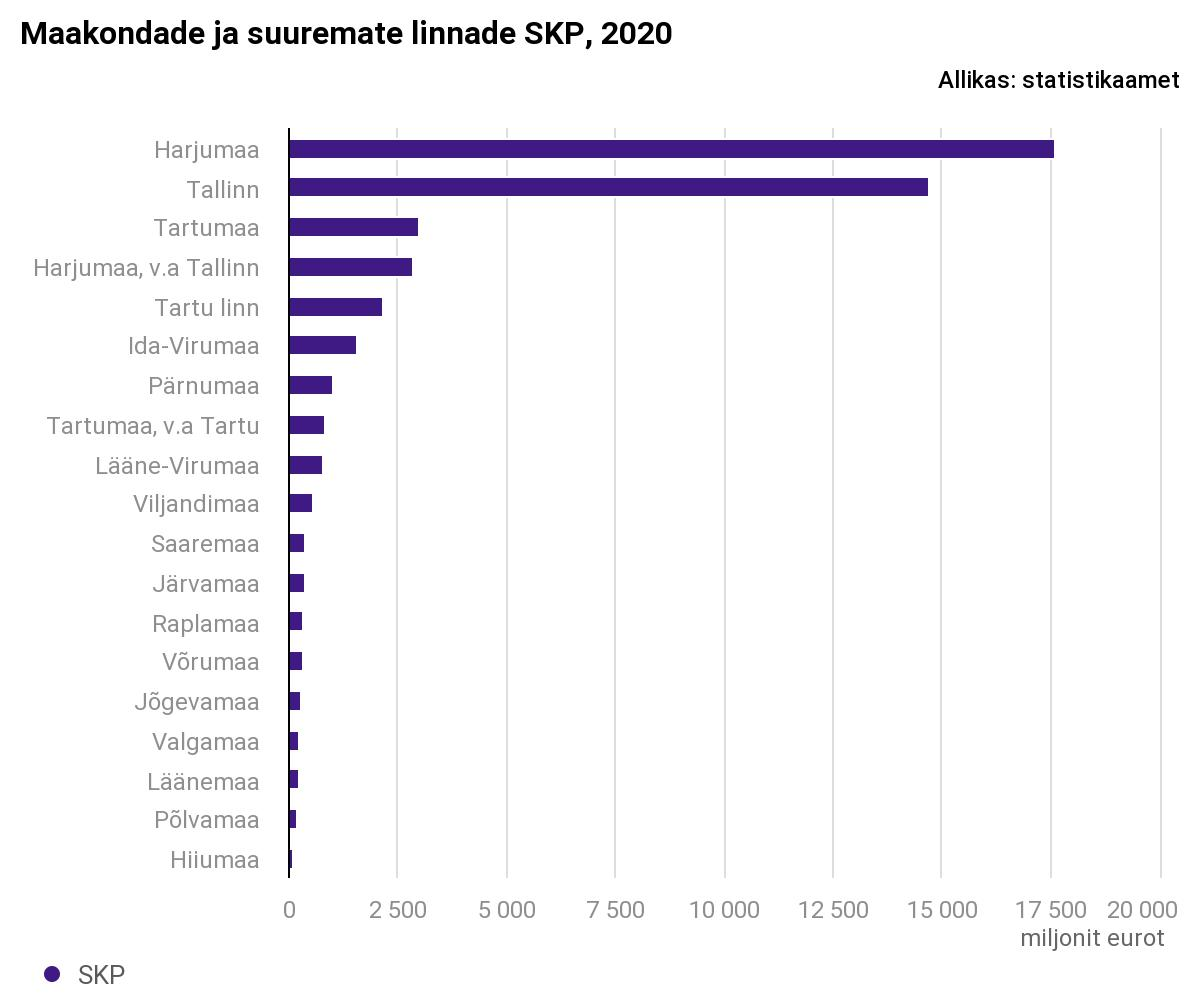 Maakondade ja suuremate linnade SKP, 2020
Allikas: statistikaamet
Harjumaa
Tallinn
Tartumaa
Harjumaa, v.a Tallinn
Tartu linn
Ida-Virumaa
Pärnumaa
Tartumaa, v.a Tartu
Lääne-Virumaa
Viljandimaa
Saaremaa
Järvamaa
Raplamaa
Võrumaa
Jõgevamaa
Valgamaa
Läänemaa
Põlvamaa
Hiiumaa
0 2 500 5 000 7 500 10 000 12 500 15 000 17 500 20 000
miljonit eurot
SKP